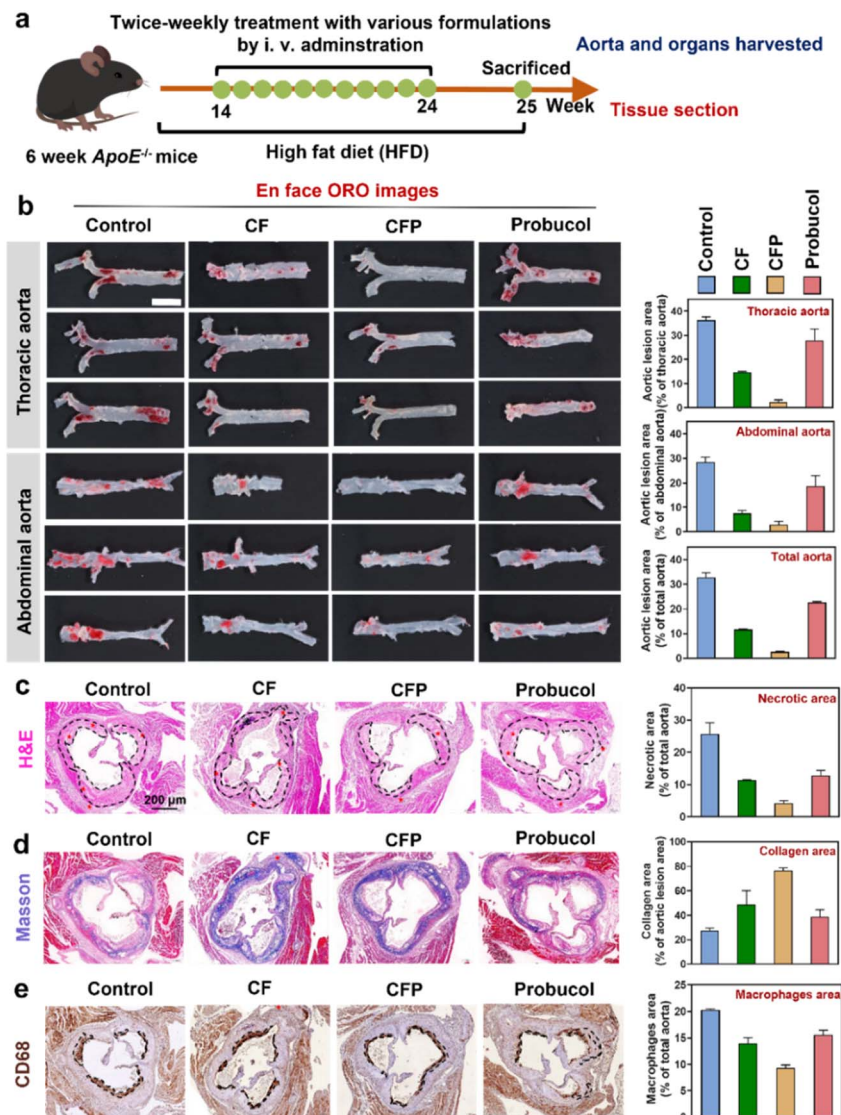 a
Twice-weekly treatment with various formulations
by i. v. adminstration
Aorta and organs harvested
Sacrificed
14
24
25
Week
Tissue section
6 week ApoE-/- mice
High fat diet (HFD)
En face ORO images
b
Control
CF
CFP
Probucol
Thoracic aorta
Abdominal aorta
Control
CF
CFP
Probucol
Aortic lesion area
(% of thoracic aorta)
40
30
20
10
0
Thoracic aorta
Aortic lesion area
(% of abdominal aorta)
40
30
20
10
0
Abdominal aorta
Aortic lesion area
(% of total aorta)
40
30
20
10
0
Total aorta
c
Control
CF
CFP
Probucol
H&E
200 μm
Necrotic area
(% of total aorta)
40
30
20
10
0
Necrotic area
d
Control
CF
CFP
Probucol
Masson
Collagen area
(% of aortic lesion area)
100
80
60
40
20
0
Collagen area
e
Control
CF
CFP
Probucol
CD68
Macrophages area
(% of total aorta)
25
20
15
10
5
0
Macrophages area